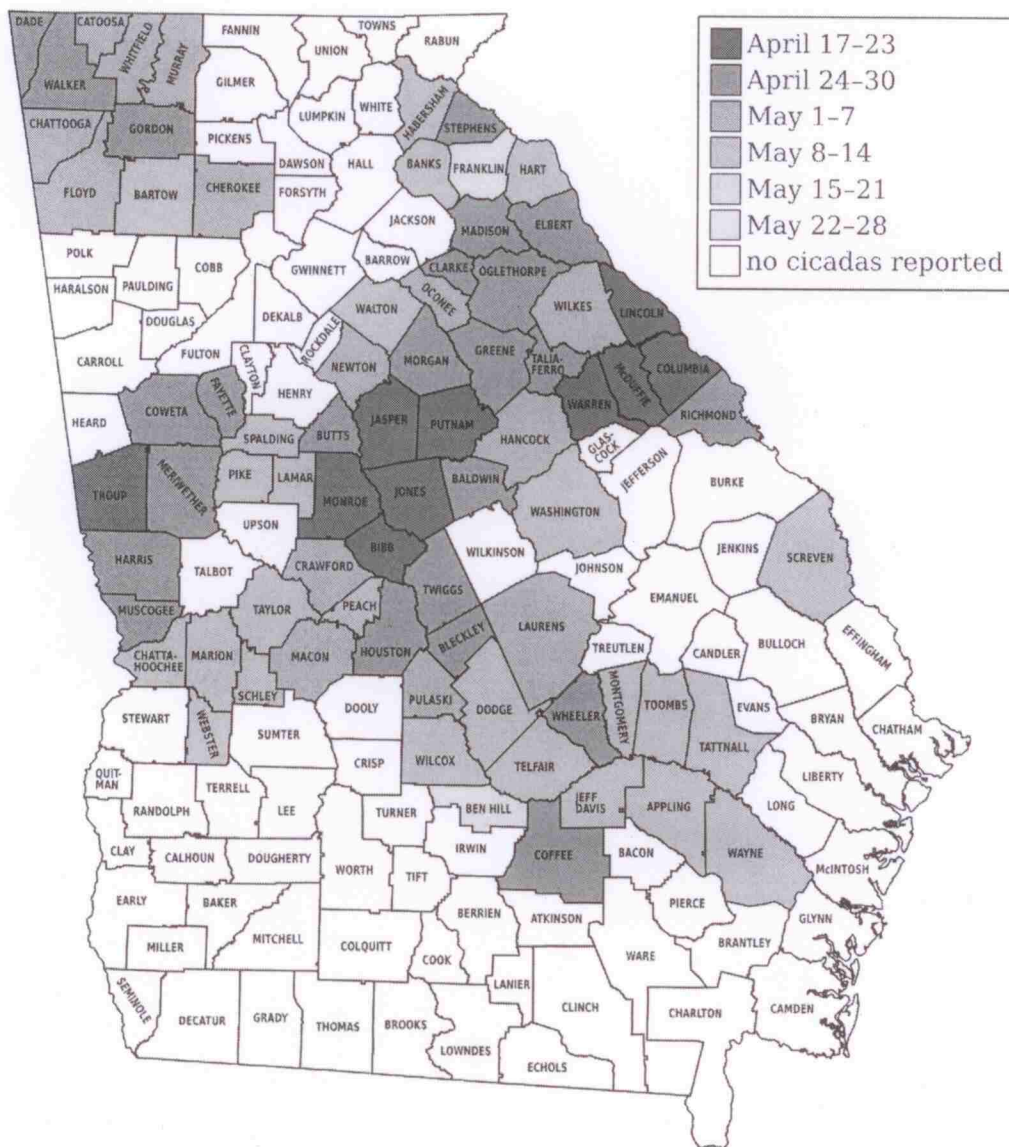 April 17–23
April 24–30
May 1–7
May 8–14
May 15–21
May 22–28
no cicadas reported
DADE
CATOOSA
WHITFIELD
MURRAY
FANNIN
UNION
TOWNS
RABUN
WALKER
GILMER
LUMPKIN
WHITE
HABERSHAM
STEPHENS
CHATTOOGA
GORDON
PICKENS
DAWSON
HALL
BANKS
FRANKLIN
HART
FLOYD
BARTOW
CHEROKEE
FORSYTH
JACKSON
MADISON
ELBERT
POLK
COBB
GWINNETT
BARROW
CLARKE
OGLETHORPE
HARALSON
PAULDING
OCONEE
WILKES
LINCOLN
DOUGLAS
DEKALB
WALTON
CARROLL
FULTON
CLAYTON
ROCKDALE
NEWTON
MORGAN
GREENE
TALIA-
FERRO
McDUFFIE
COLUMBIA
HEARD
COWETA
FAYETTE
HENRY
JASPER
PUTNAM
WARREN
RICHMOND
SPALDING
BUTTS
HANCOCK
GLAS-
COCK
JEFFERSON
TROUP
MERIWETHER
PIKE
LAMAR
MONROE
JONES
BALDWIN
BURKE
UPSON
WASHINGTON
HARRIS
TALBOT
BIBB
WILKINSON
JENKINS
SCREVEN
CRAWFORD
JOHNSON
TWIGGS
MUSCOGEE
TAYLOR
PEACH
EMANUEL
CHATTA-
HOOCHEE
MARION
MACON
HOUSTON
BLECKLEY
LAURENS
TREUTLEN
CANDLER
BULLOCH
EFFINGHAM
SCHLEY
STEWART
WEBSTER
SUMTER
DOOLY
PULASKI
DODGE
WHEELER
MONTGOMERY
TOOMBS
EVANS
BRYAN
CHATHAM
QUIT-
MAN
CRISP
WILCOX
TELFAIR
TATTNALL
LIBERTY
RANDOLPH
TERRELL
LEE
TURNER
BEN HILL
JEFF
DAVIS
APPLING
LONG
CLAY
CALHOUN
DOUGHERTY
WORTH
TIFT
IRWIN
COFFEE
BACON
WAYNE
McINTOSH
EARLY
BAKER
MITCHELL
BERRIEN
ATKINSON
PIERCE
GLYNN
MILLER
COLQUITT
COOK
WARE
BRANTLEY
SEMINOLE
DECATUR
GRADY
THOMAS
BROOKS
LANIER
CLINCH
CHARLTON
CAMDEN
LOWNDES
ECHOLS